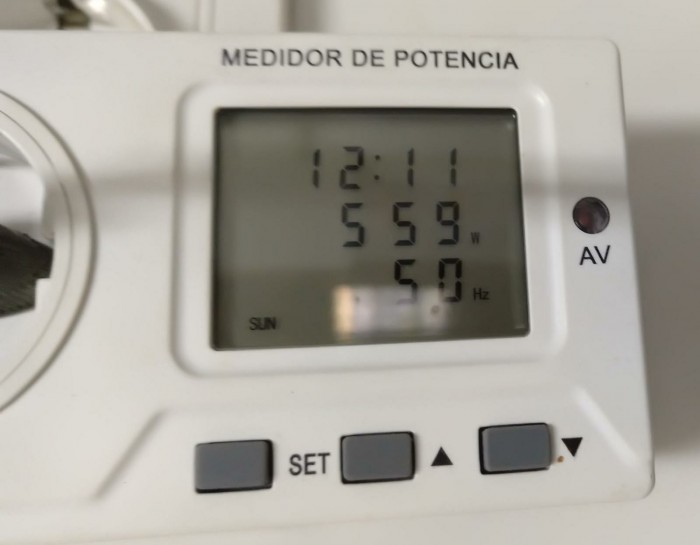 MEDIDOR DE POTENCIA
12:11
559 W
50 Hz
SUN
AV
SET ▲ ▼